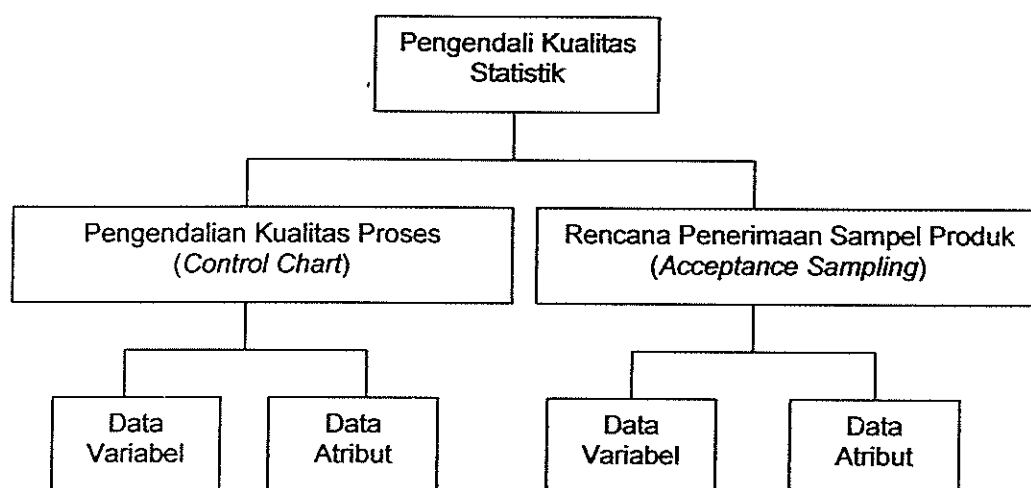 Pengendali Kualitas
Statistik
Pengendalian Kualitas Proses
(Control Chart)
Rencana Penerimaan Sampel Produk
(Acceptance Sampling)
Data
Variabel
Data
Atribut
Data
Variabel
Data
Atribut